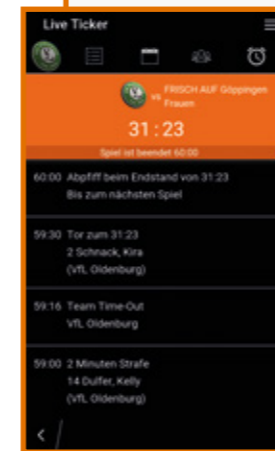 Live Ticker
vs FRISCH AUF Göppingen
Frauen
31 : 23
Spiel ist beendet 60:00
60:00 Abpfiff beim Endstand von 31:23
Bis zum nächsten Spiel
59:30 Tor zum 31:23
2 Schnack, Kira
(VfL Oldenburg)
59:16 Team Time-Out
VfL Oldenburg
59:00 2 Minuten Strafe
14 Dulfer, Kelly
(VfL Oldenburg)